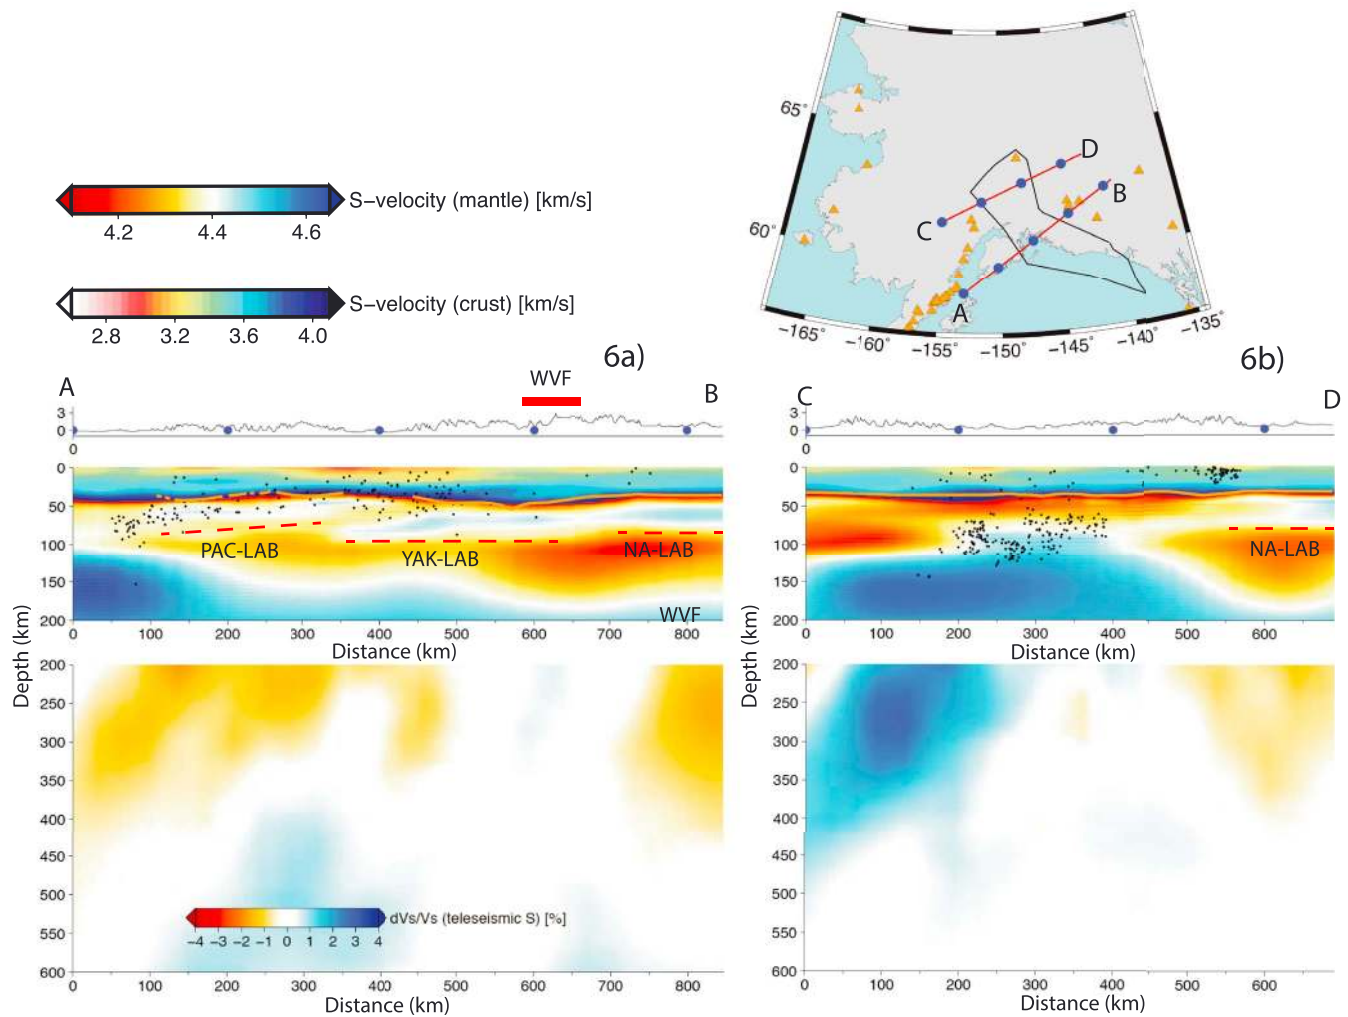 S−velocity (mantle) [km/s]
4.2 4.4 4.6
S−velocity (crust) [km/s]
2.8 3.2 3.6 4.0
65˚
60˚
D
B
C
A
−165˚ −160˚ −155˚ −150˚ −145˚ −140˚ −135˚
6a)
6b)
A
WVF
B
3
0
0
C
D
3
0
0
0
50
100
150
200
PAC-LAB
YAK-LAB
NA-LAB
WVF
0 100 200 300 400 500 600 700 800
Distance (km)
0
50
100
150
200
NA-LAB
0 100 200 300 400 500 600
Distance (km)
Depth (km)
200
250
300
350
400
450
500
550
600
dVs/Vs (teleseismic S) [%]
−4 −3 −2 −1 0 1 2 3 4
0 100 200 300 400 500 600 700 800
Distance (km)
Depth (km)
200
250
300
350
400
450
500
550
600
0 100 200 300 400 500 600
Distance (km)